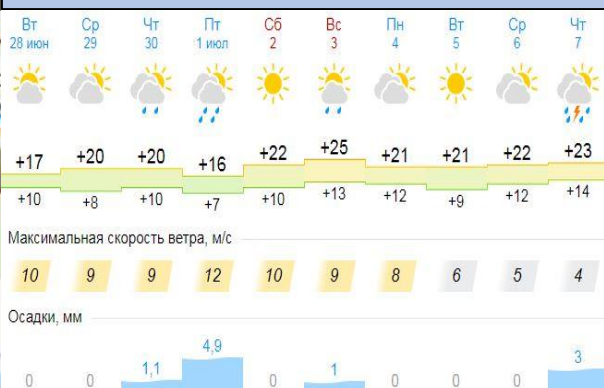 Вт Ср Чт Пт Сб Вс Пн Вт Ср Чт
28 июн 29 30 1 июл 2 3 4 5 6 7
+17 +20 +20 +16 +22 +25 +21 +21 +22 +23
+10 +8 +10 +7 +10 +13 +12 +9 +12 +14
Максимальная скорость ветра, м/с
10 9 9 12 10 9 8 6 5 4
Осадки, мм
0 0 1,1 4,9 0 1 0 0 0 3